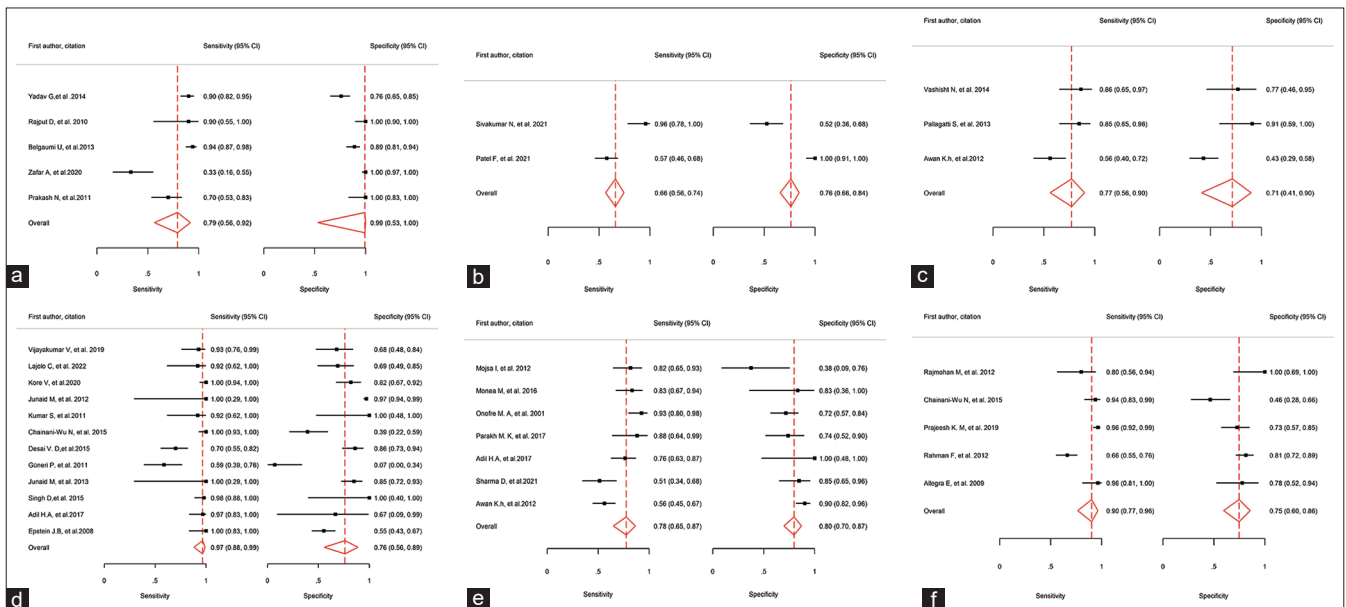 First author, citation Sensitivity (95% CI) Specificity (95% CI)
Yadav G,et al .2014 0.90 (0.82, 0.95) 0.76 (0.65, 0.85)
Rajput D, et al. 2010 0.90 (0.55, 1.00) 1.00 (0.90, 1.00)
Belgaumi U, et al.2013 0.94 (0.87, 0.98) 0.89 (0.81, 0.94)
Zafar A, et al.2020 0.33 (0.16, 0.55) 1.00 (0.97, 1.00)
Prakash N, et al.2011 0.70 (0.53, 0.83) 1.00 (0.83, 1.00)
Overall 0.79 (0.56, 0.92) 0.99 (0.53, 1.00)
0 .5 1 0 .5 1
Sensitivity Specificity
a
First author, citation Sensitivity (95% CI) Specificity (95% CI)
Sivakumar N, et al. 2021 0.96 (0.78, 1.00) 0.52 (0.36, 0.68)
Patel F, et al. 2021 0.57 (0.46, 0.68) 1.00 (0.91, 1.00)
Overall 0.66 (0.56, 0.74) 0.76 (0.66, 0.84)
0 .5 1 0 .5 1
Sensitivity Specificity
b
First author, citation Sensitivity (95% CI) Specificity (95% CI)
Vashisht N, et al. 2014 0.86 (0.65, 0.97) 0.77 (0.46, 0.95)
Pallagatti S, et al. 2013 0.85 (0.65, 0.96) 0.91 (0.59, 1.00)
Awan K.h, et al.2012 0.56 (0.40, 0.72) 0.43 (0.29, 0.58)
Overall 0.77 (0.56, 0.90) 0.71 (0.41, 0.90)
0 .5 1 0 .5 1
Sensitivity Specificity
c
First author, citation Sensitivity (95% CI) Specificity (95% CI)
Vijayakumar V, et al. 2019 0.93 (0.76, 0.99) 0.68 (0.48, 0.84)
Lajolo C, et al. 2022 0.92 (0.62, 1.00) 0.69 (0.49, 0.85)
Kore V, et al.2020 1.00 (0.94, 1.00) 0.82 (0.67, 0.92)
Junaid M, et al. 2012 1.00 (0.29, 1.00) 0.97 (0.94, 0.99)
Kumar S, et al.2011 0.92 (0.62, 1.00) 1.00 (0.48, 1.00)
Chainani-Wu N, et al.2015 1.00 (0.93, 1.00) 0.39 (0.22, 0.59)
Desai V. D,et al.2015 0.70 (0.55, 0.82) 0.86 (0.73, 0.94)
Güneri P, et al. 2011 0.59 (0.39, 0.76) 0.07 (0.00, 0.34)
Junaid M, et al. 2013 1.00 (0.29, 1.00) 0.85 (0.72, 0.93)
Singh D,et al. 2015 0.98 (0.88, 1.00) 1.00 (0.40, 1.00)
Adil H.A, et al.2017 0.97 (0.83, 1.00) 0.67 (0.09, 0.99)
Epstein J.B, et al.2008 1.00 (0.83, 1.00) 0.55 (0.43, 0.67)
Overall 0.97 (0.88, 0.99) 0.76 (0.56, 0.89)
0 .5 1 0 .5 1
Sensitivity Specificity
d
First author, citation Sensitivity (95% CI) Specificity (95% CI)
Mojsa I, et al. 2012 0.82 (0.65, 0.93) 0.38 (0.09, 0.76)
Monea M, et al. 2016 0.83 (0.67, 0.94) 0.83 (0.36, 1.00)
Onofre M. A, et al. 2001 0.93 (0.80, 0.98) 0.72 (0.57, 0.84)
Parakh M. K, et al. 2017 0.88 (0.64, 0.99) 0.74 (0.52, 0.90)
Adil H.A, et al.2017 0.76 (0.63, 0.87) 1.00 (0.48, 1.00)
Sharma D, et al.2021 0.51 (0.34, 0.68) 0.85 (0.65, 0.96)
Awan K.h, et al.2012 0.56 (0.45, 0.67) 0.90 (0.82, 0.96)
Overall 0.78 (0.65, 0.87) 0.80 (0.70, 0.87)
0 .5 1 0 .5 1
Sensitivity Specificity
e
First author, citation Sensitivity (95% CI) Specificity (95% CI)
Rajmohan M, et al. 2012 0.80 (0.56, 0.94) 1.00 (0.69, 1.00)
Chainani-Wu N, et al. 2015 0.94 (0.83, 0.99) 0.46 (0.28, 0.66)
Prajeesh K. M, et al. 2019 0.96 (0.92, 0.99) 0.73 (0.57, 0.85)
Rahman F, et al. 2012 0.66 (0.55, 0.76) 0.81 (0.72, 0.89)
Allegra E, et al. 2009 0.96 (0.81, 1.00) 0.78 (0.52, 0.94)
Overall 0.90 (0.77, 0.96) 0.75 (0.60, 0.86)
0 .5 1 0 .5 1
Sensitivity Specificity
f